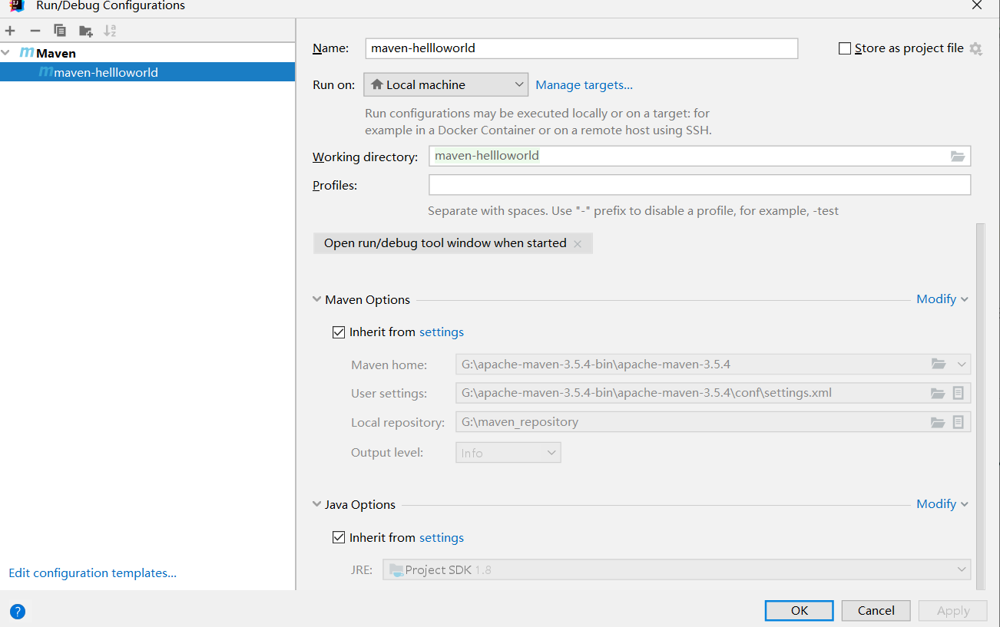 Run/Debug Configurations
Maven
maven-hellloworld
Name: maven-hellloworld
Store as project file
Run on: Local machine Manage targets...
Run configurations may be executed locally or on a target: for
example in a Docker Container or on a remote host using SSH.
Working directory: maven-hellloworld
Profiles:
Separate with spaces. Use "-" prefix to disable a profile, for example, -test
Open run/debug tool window when started
Maven Options Modify
Inherit from settings
Maven home: G:\apache-maven-3.5.4-bin\apache-maven-3.5.4
User settings: G:\apache-maven-3.5.4-bin\apache-maven-3.5.4\conf\settings.xml
Local repository: G:\maven_repository
Output level: Info
Java Options Modify
Inherit from settings
JRE: Project SDK 1.8
Edit configuration templates...
? OK Cancel Apply